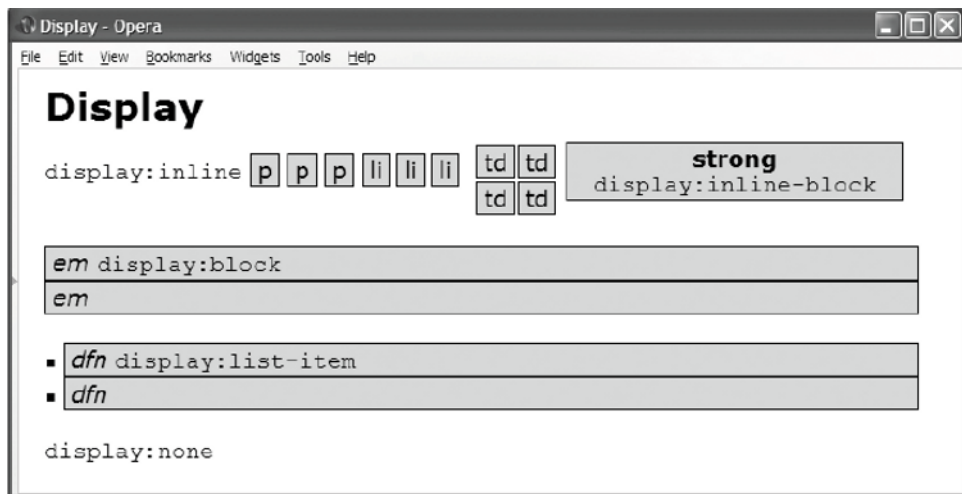 Display - Opera
File Edit View Bookmarks Widgets Tools Help
Display
display:inline p p p li li li td td strong
td td display:inline-block
em display:block
em
dfn display:list-item
dfn
display:none